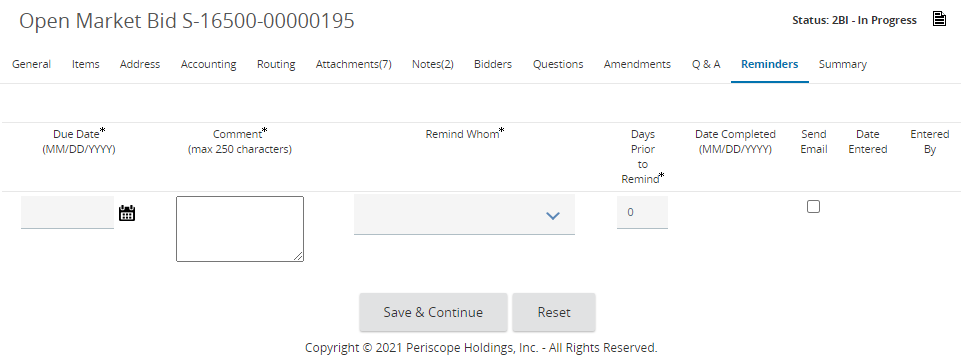 Open Market Bid S-16500-00000195
Status: 2BI - In Progress
General Items Address Accounting Routing Attachments(7) Notes(2) Bidders Questions Amendments Q & A Reminders Summary
Due Date*
(MM/DD/YYYY)
Comment*
(max 250 characters)
Remind Whom*
Days
Prior
to
Remind*
Date Completed
(MM/DD/YYYY)
Send
Email
Date
Entered
Entered
By
0
Save & Continue
Reset
Copyright © 2021 Periscope Holdings, Inc. - All Rights Reserved.